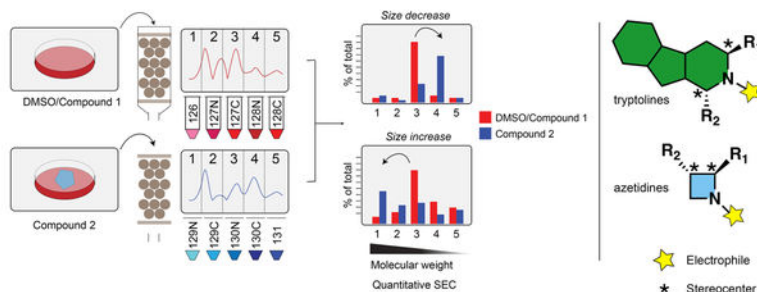 1 2 3 4 5
DMSO/Compound 1
126 127N 127C 128N 128C
1 2 3 4 5
Compound 2
129N 129C 130N 130C 131
Size decrease
% of total
1 2 3 4 5
DMSO/Compound 1
Compound 2
Size increase
% of total
1 2 3 4 5
Molecular weight
Quantitative SEC
* R₁
N
* R₂
tryptolines
R₂ * * R₁
N
azetidines
Electrophile
* Stereocenter